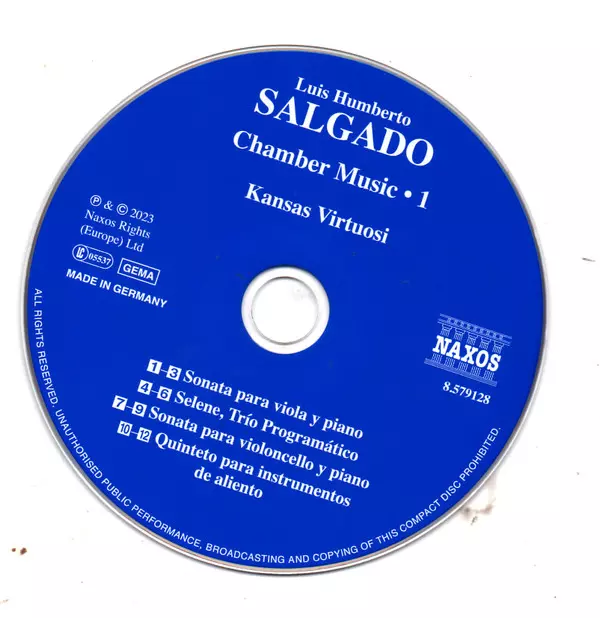 Luis Humberto
SALGADO
Chamber Music • 1
Kansas Virtuosi
Ⓟ & © 2023
Naxos Rights
(Europe) Ltd
LC 05537 GEMA
MADE IN GERMANY
NAXOS
8.579128
1–3 Sonata para viola y piano
4–6 Selene, Trío Programático
7–9 Sonata para violoncello y piano
10–12 Quinteto para instrumentos
de aliento
ALL RIGHTS RESERVED. UNAUTHORISED PUBLIC PERFORMANCE, BROADCASTING AND COPYING OF THIS COMPACT DISC PROHIBITED.